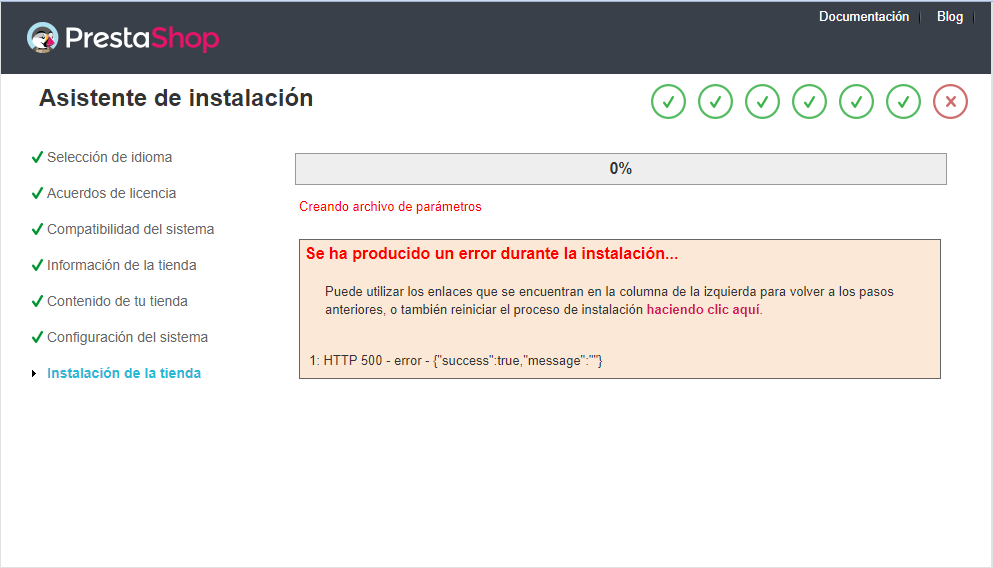 Documentación | Blog |
PrestaShop
Asistente de instalación
Selección de idioma
Acuerdos de licencia
Compatibilidad del sistema
Información de la tienda
Contenido de tu tienda
Configuración del sistema
Instalación de la tienda
0%
Creando archivo de parámetros
Se ha producido un error durante la instalación...
Puede utilizar los enlaces que se encuentran en la columna de la izquierda para volver a los pasos
anteriores, o también reiniciar el proceso de instalación haciendo clic aquí.
1: HTTP 500 - error - {"success":true,"message":""}